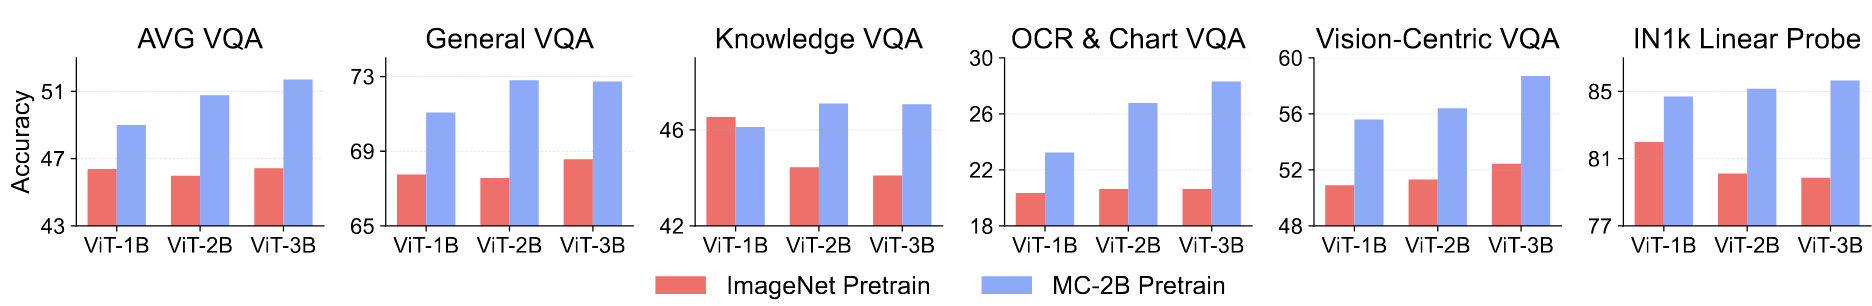 AVG VQA
Accuracy
51
47
43
ViT-1B ViT-2B ViT-3B
General VQA
73
69
65
ViT-1B ViT-2B ViT-3B
Knowledge VQA
46
42
ViT-1B ViT-2B ViT-3B
OCR & Chart VQA
30
26
22
18
ViT-1B ViT-2B ViT-3B
Vision-Centric VQA
60
56
52
48
ViT-1B ViT-2B ViT-3B
IN1k Linear Probe
85
81
77
ViT-1B ViT-2B ViT-3B
ImageNet Pretrain
MC-2B Pretrain